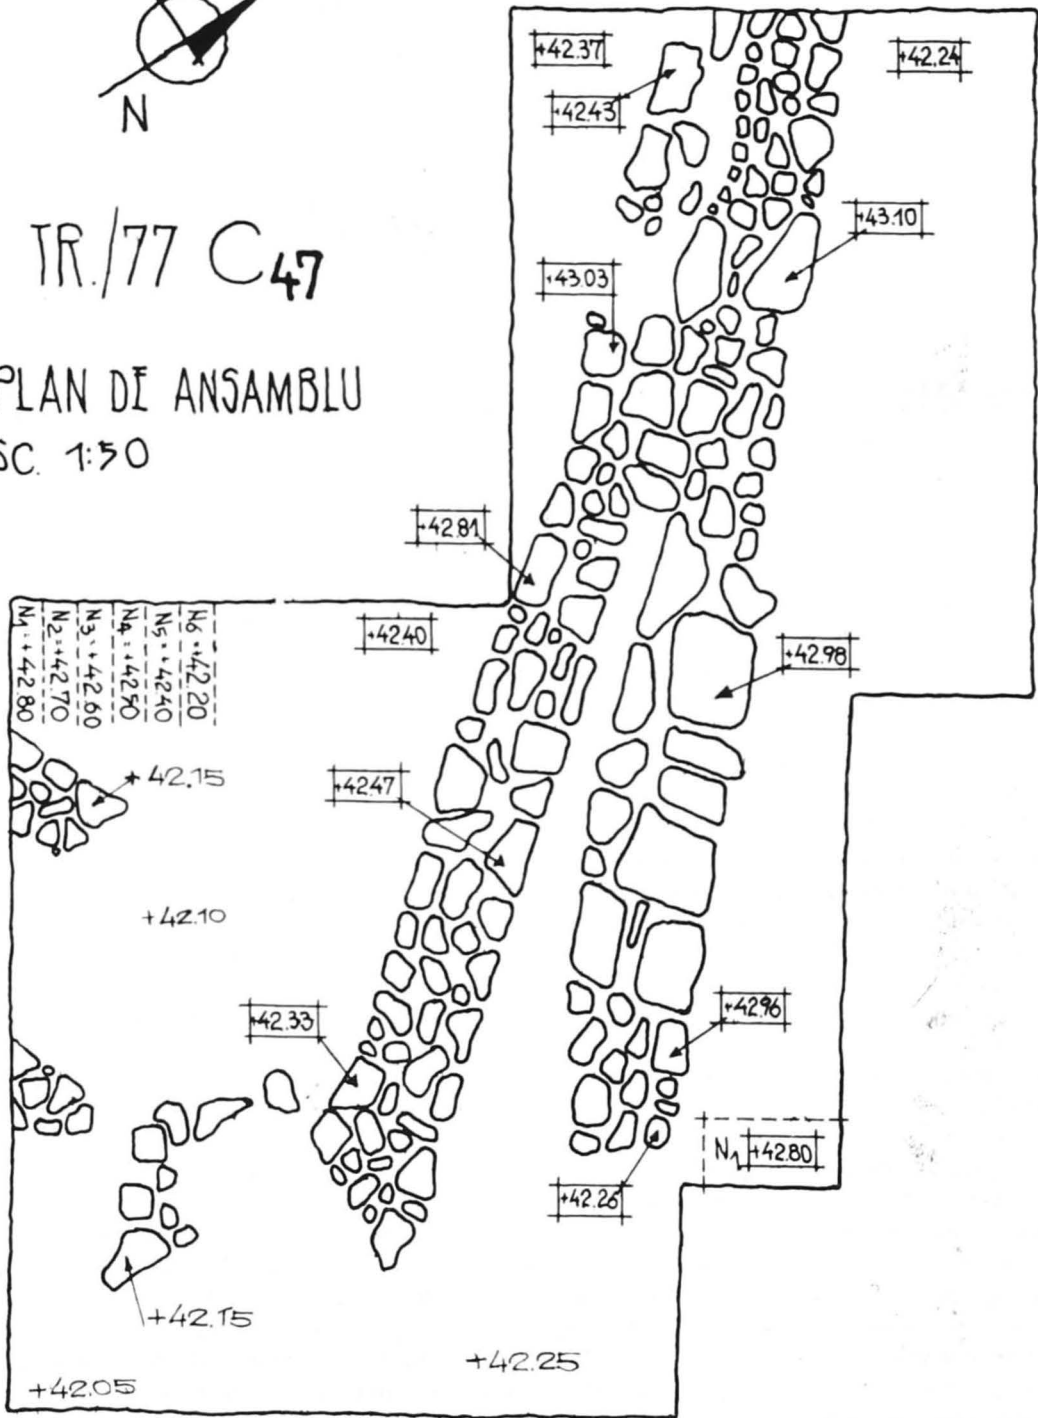 N
TR./77 C47
PLAN DE ANSAMBLU
SC. 1:50
+42.37
+42.24
+42.43
+43.10
+43.03
+42.81
+42.40
+42.98
N6 = +42.20
N5 = +42.40
N4 = +42.50
N3 = +42.60
N2 = +42.70
N1 = +42.80
+42.15
+42.47
+42.10
+42.33
+42.96
N1 +42.80
+42.26
+42.15
+42.25
+42.05